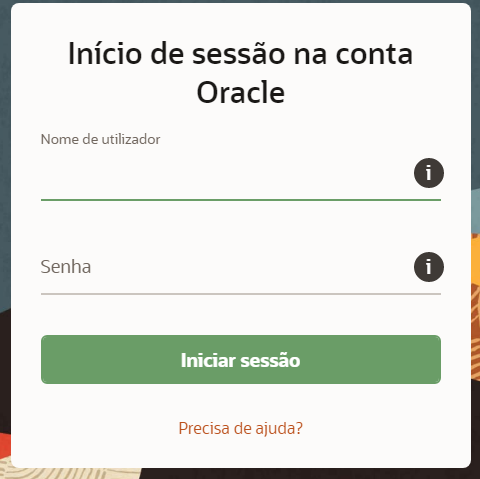 Início de sessão na conta
Oracle
Nome de utilizador
i
Senha
i
Iniciar sessão
Precisa de ajuda?